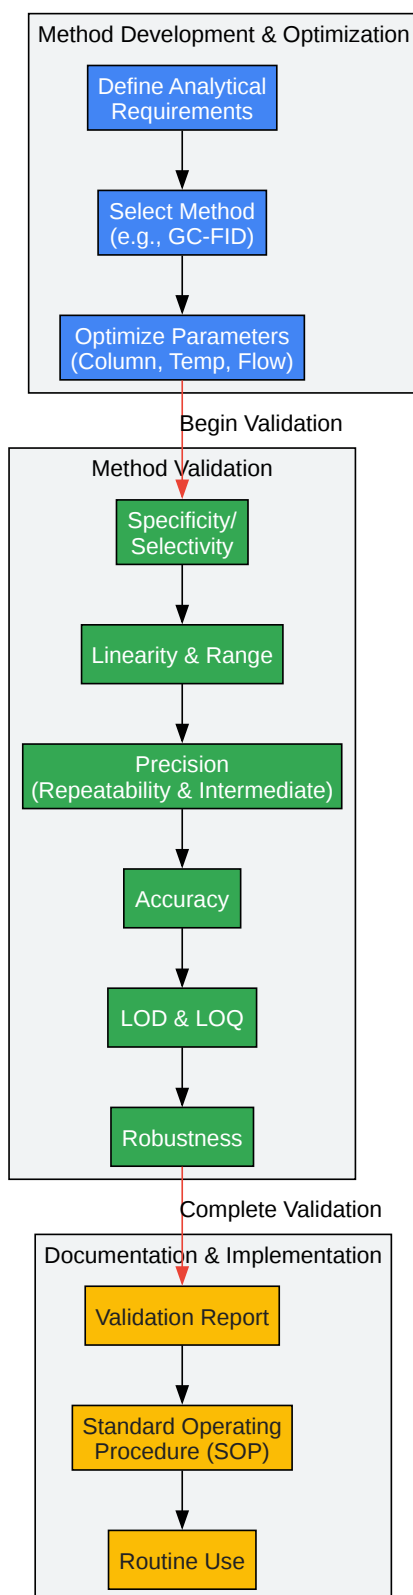 Method Development & Optimization
Define Analytical
Requirements
Select Method
(e.g., GC-FID)
Optimize Parameters
(Column, Temp, Flow)
Begin Validation
Method Validation
Specificity/
Selectivity
Linearity & Range
Precision
(Repeatability & Intermediate)
Accuracy
LOD & LOQ
Robustness
Complete Validation
Documentation & Implementation
Validation Report
Standard Operating
Procedure (SOP)
Routine Use